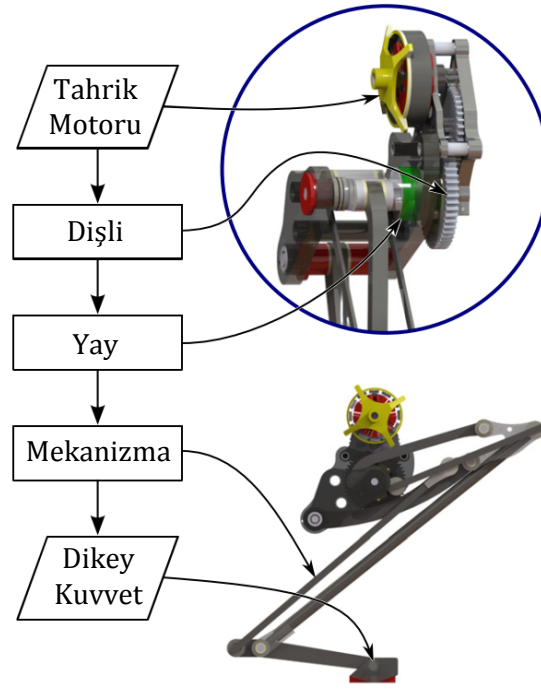 Tahrik
Motoru
Dişli
Yay
Mekanizma
Dikey
Kuvvet